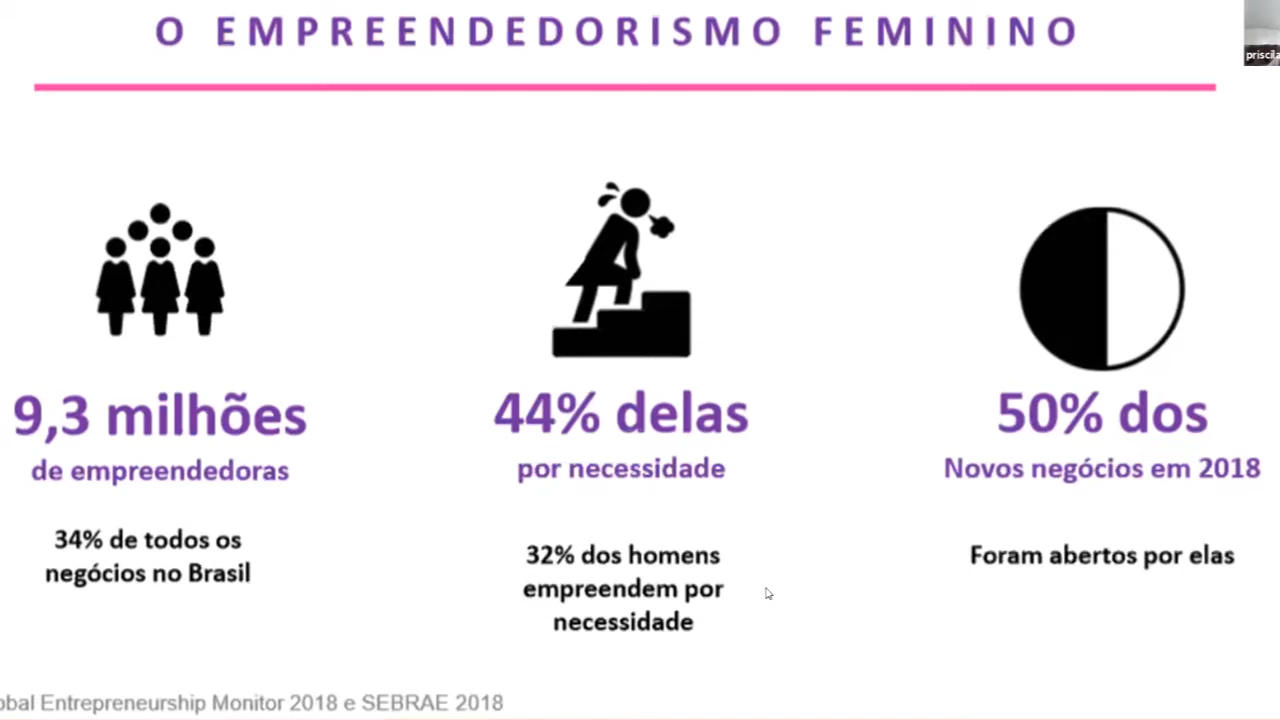 O EMPREENDEDORISMO FEMININO
priscila
9,3 milhões
de empreendedoras
34% de todos os
negócios no Brasil
44% delas
por necessidade
32% dos homens
empreendem por
necessidade
50% dos
Novos negócios em 2018
Foram abertos por elas
obal Entrepreneurship Monitor 2018 e SEBRAE 2018